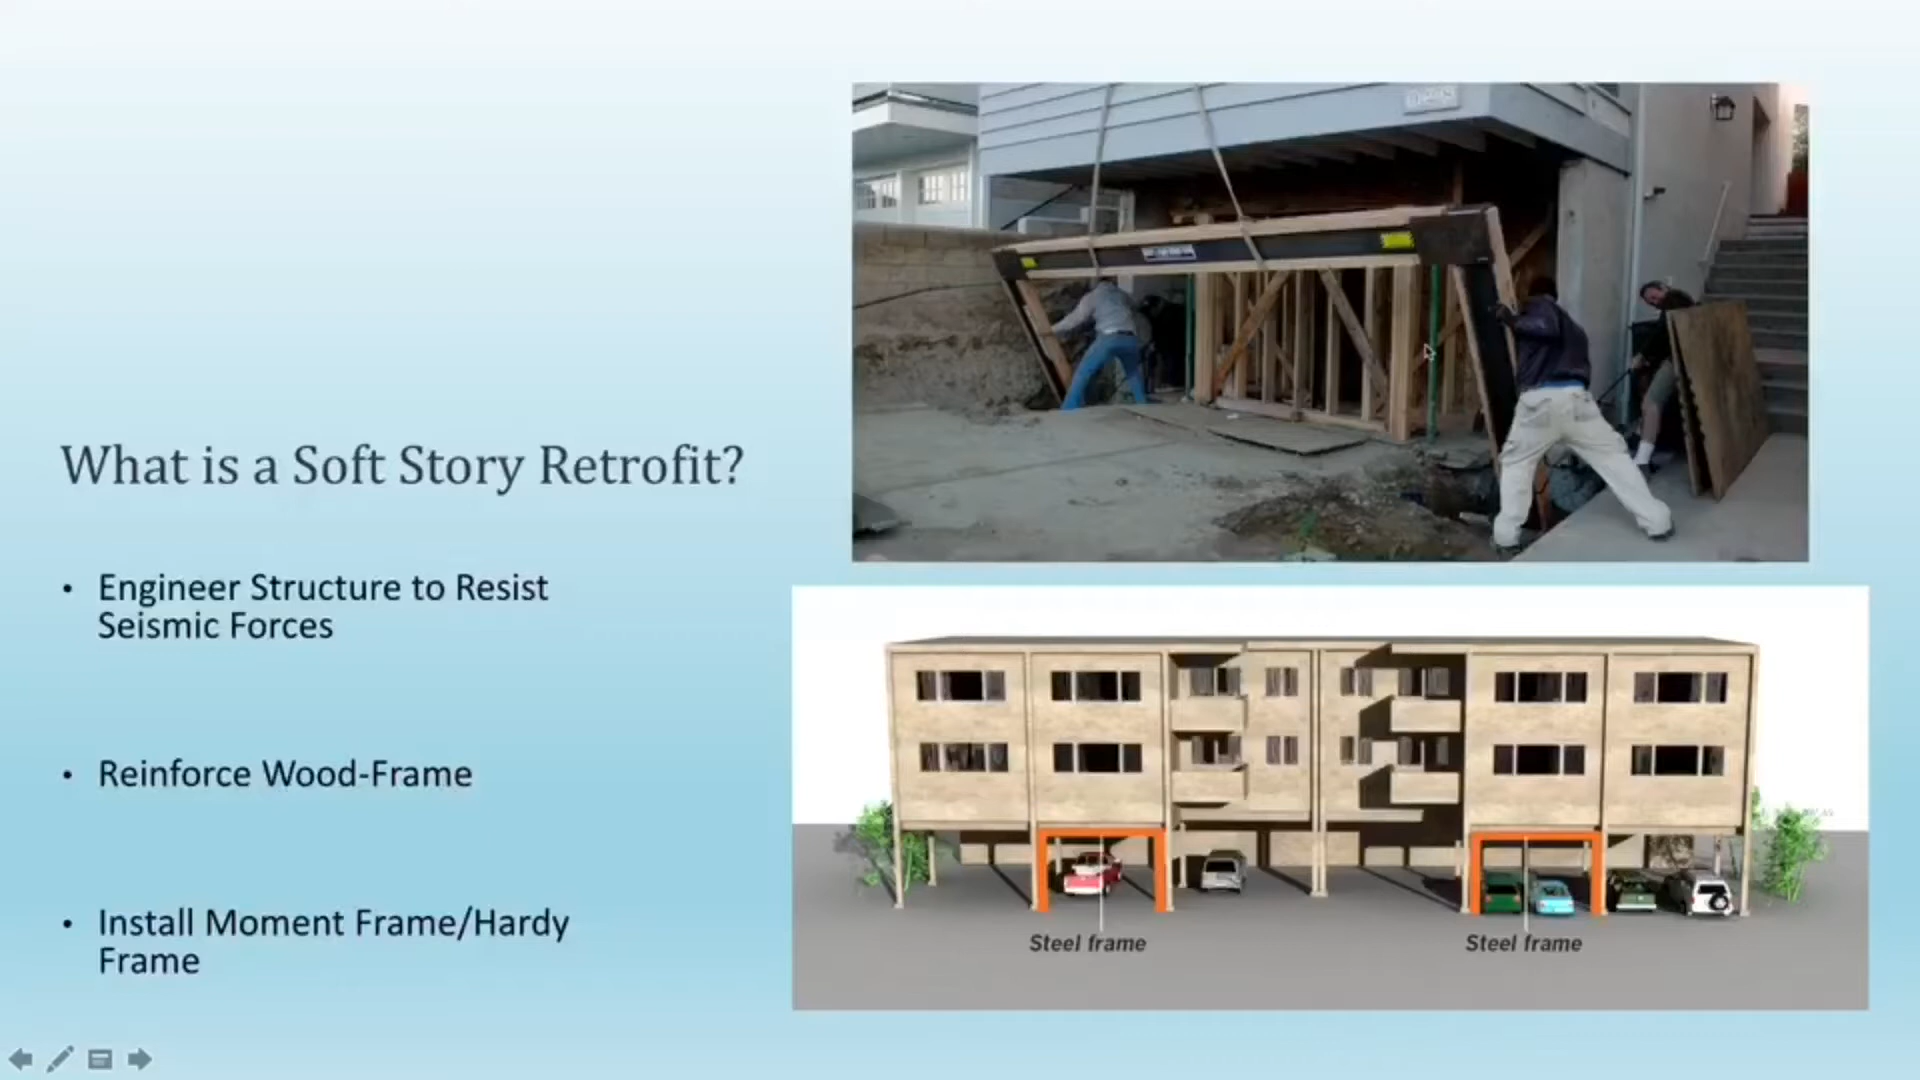 What is a Soft Story Retrofit?
• Engineer Structure to Resist
Seismic Forces
• Reinforce Wood-Frame
• Install Moment Frame/Hardy
Frame
Steel frame
Steel frame